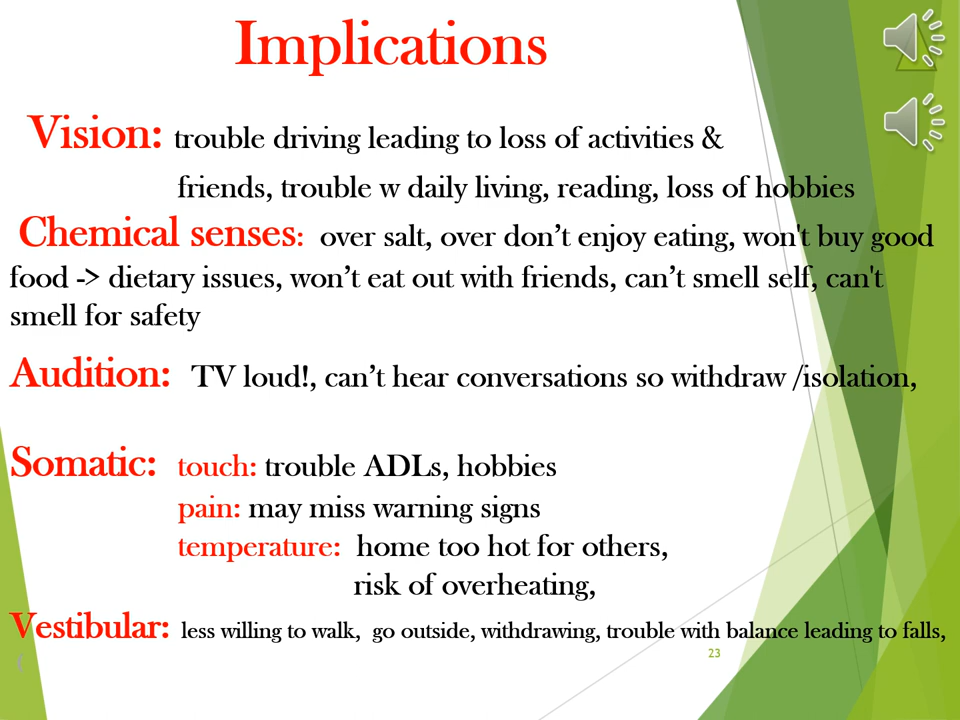 Implications
Vision: trouble driving leading to loss of activities &
friends, trouble w daily living, reading, loss of hobbies
Chemical senses: over salt, over don’t enjoy eating, won't buy good
food -> dietary issues, won’t eat out with friends, can’t smell self, can't
smell for safety
Audition: TV loud!, can’t hear conversations so withdraw /isolation,
Somatic: touch: trouble ADLs, hobbies
pain: may miss warning signs
temperature: home too hot for others,
risk of overheating,
Vestibular: less willing to walk, go outside, withdrawing, trouble with balance leading to falls,
(
23